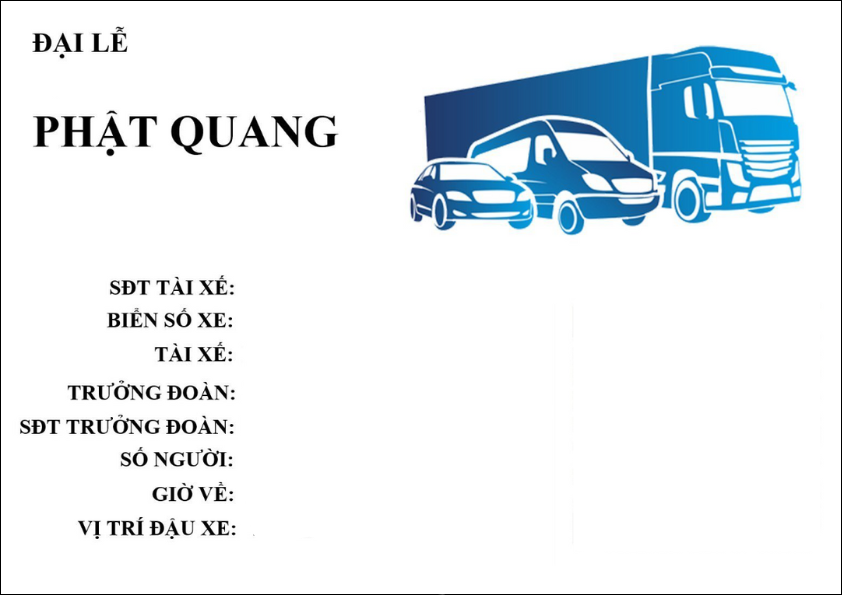 ĐẠI LỄ
PHẬT QUANG
SĐT TÀI XẾ:
BIỂN SỐ XE:
TÀI XẾ:
TRƯỞNG ĐOÀN:
SĐT TRƯỞNG ĐOÀN:
SỐ NGƯỜI:
GIỜ VỀ:
VỊ TRÍ ĐẬU XE: